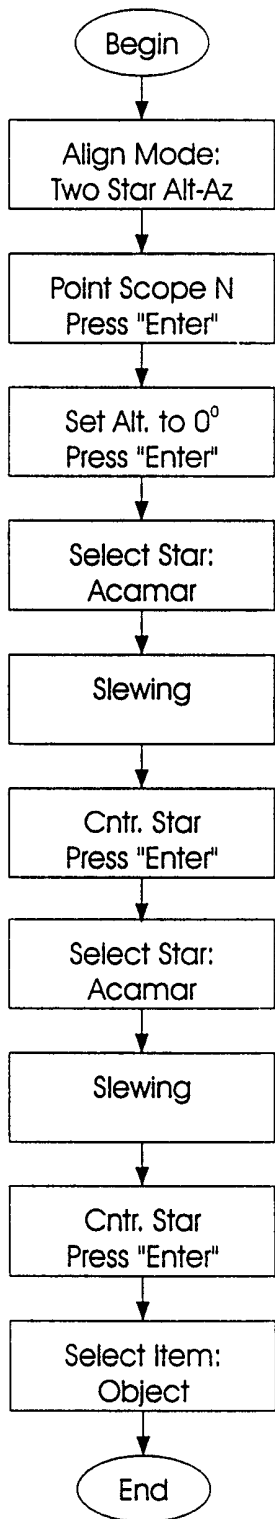 Begin
Align Mode:
Two Star Alt-Az
Point Scope N
Press "Enter"
Set Alt. to 0°
Press "Enter"
Select Star:
Acamar
Slewing
Cntr. Star
Press "Enter"
Select Star:
Acamar
Slewing
Cntr. Star
Press "Enter"
Select Item:
Object
End